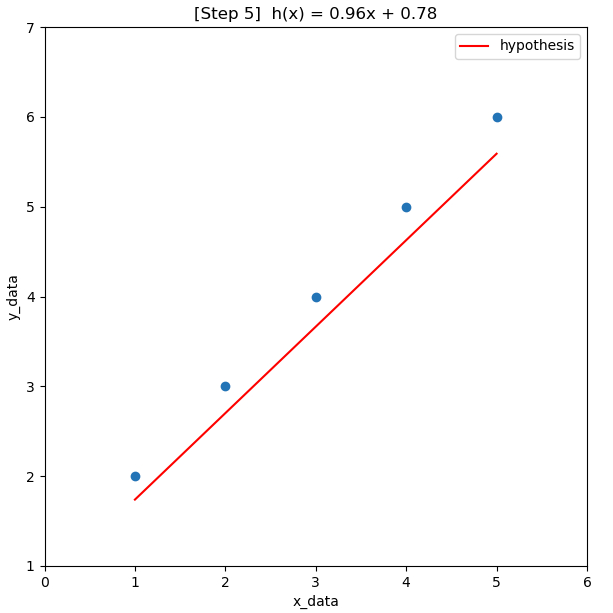 [Step 5]  h(x) = 0.96x + 0.78
hypothesis
7
6
5
4
3
2
1
y_data
0 1 2 3 4 5 6
x_data